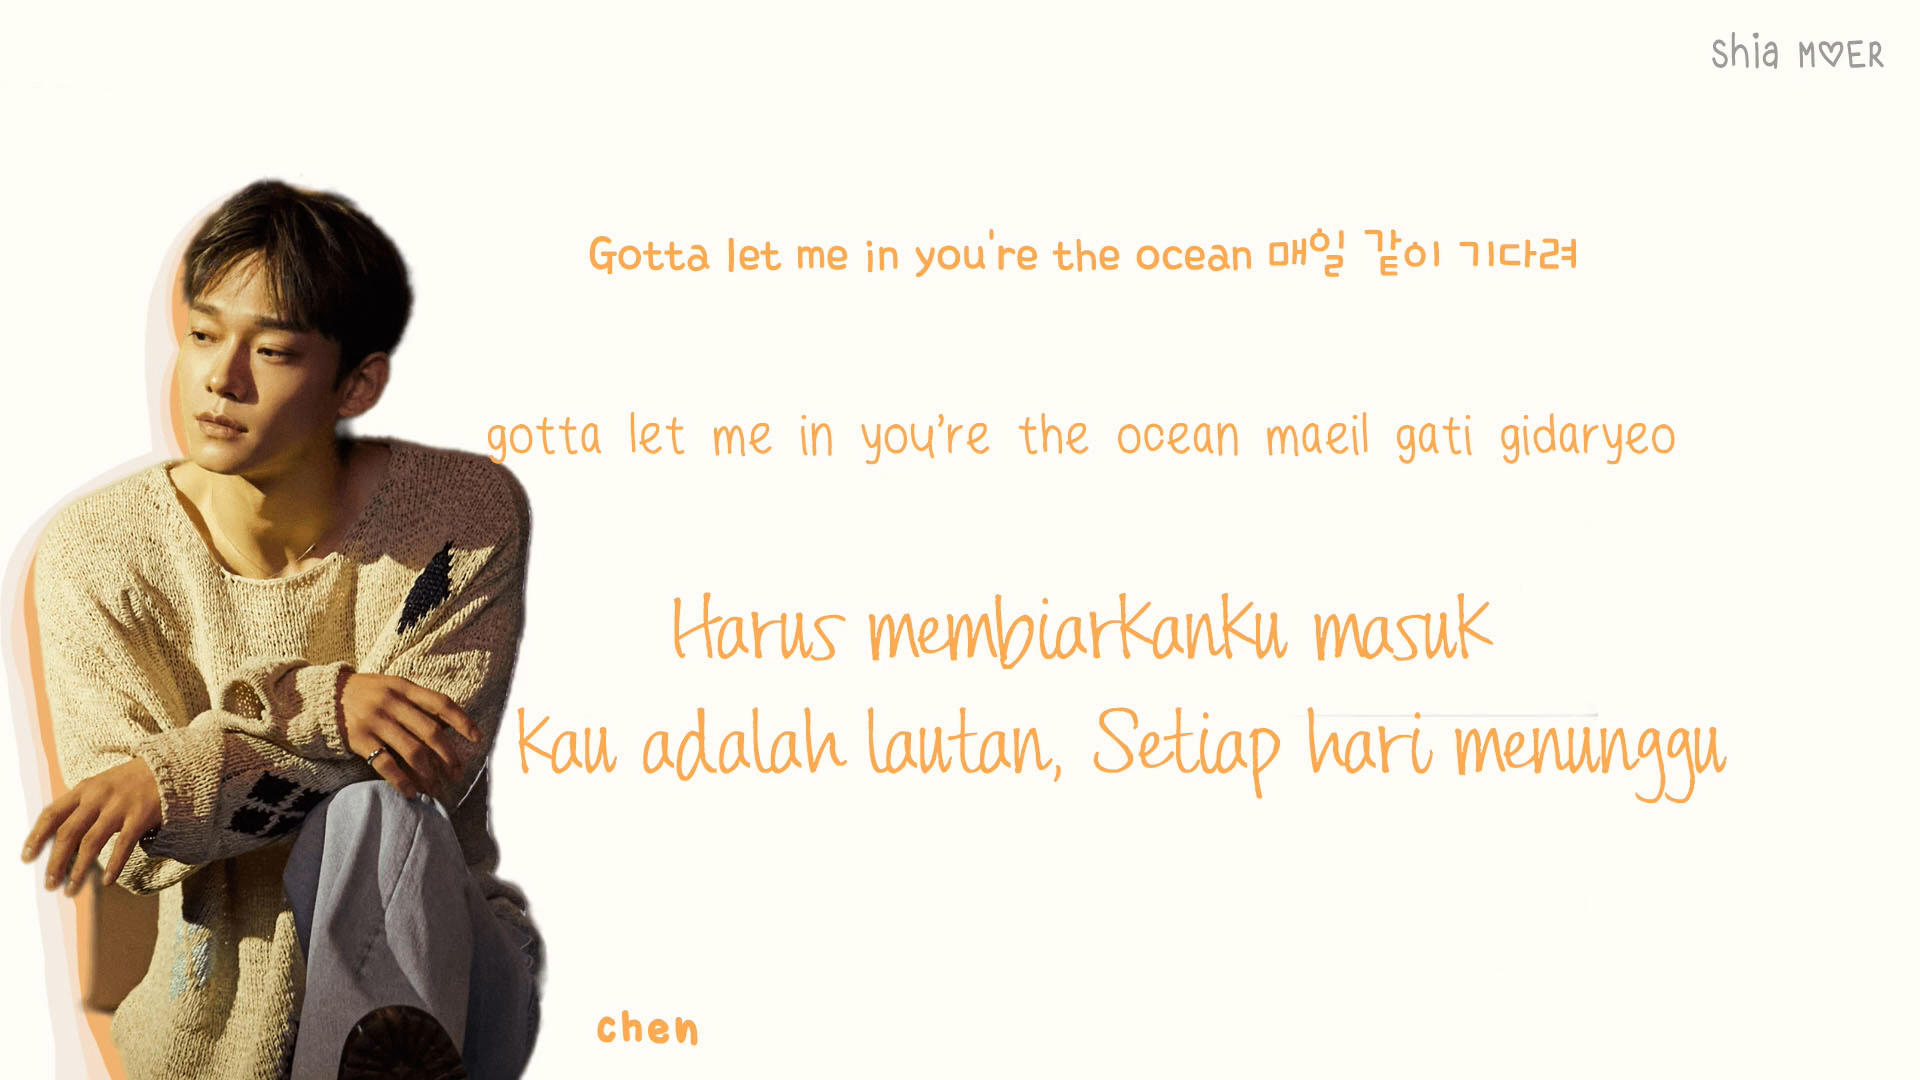 Shia M♡ER
Gotta let me in you're the ocean 매일 같이 기다려
gotta let me in you're the ocean maeil gati gidaryeo
Harus membiarkanku masuk
Kau adalah lautan, Setiap hari menunggu
chen